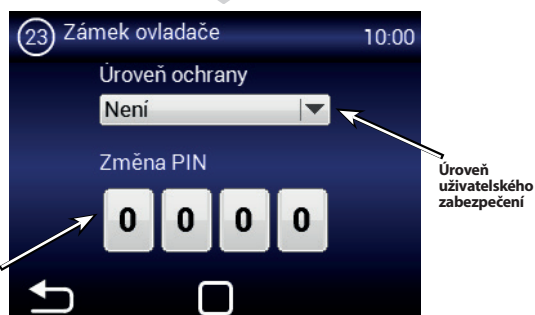 23 Zámek ovladače 10:00
Úroveň ochrany
Není
Změna PIN
0 0 0 0
Úroveň
uživatelského
zabezpečení